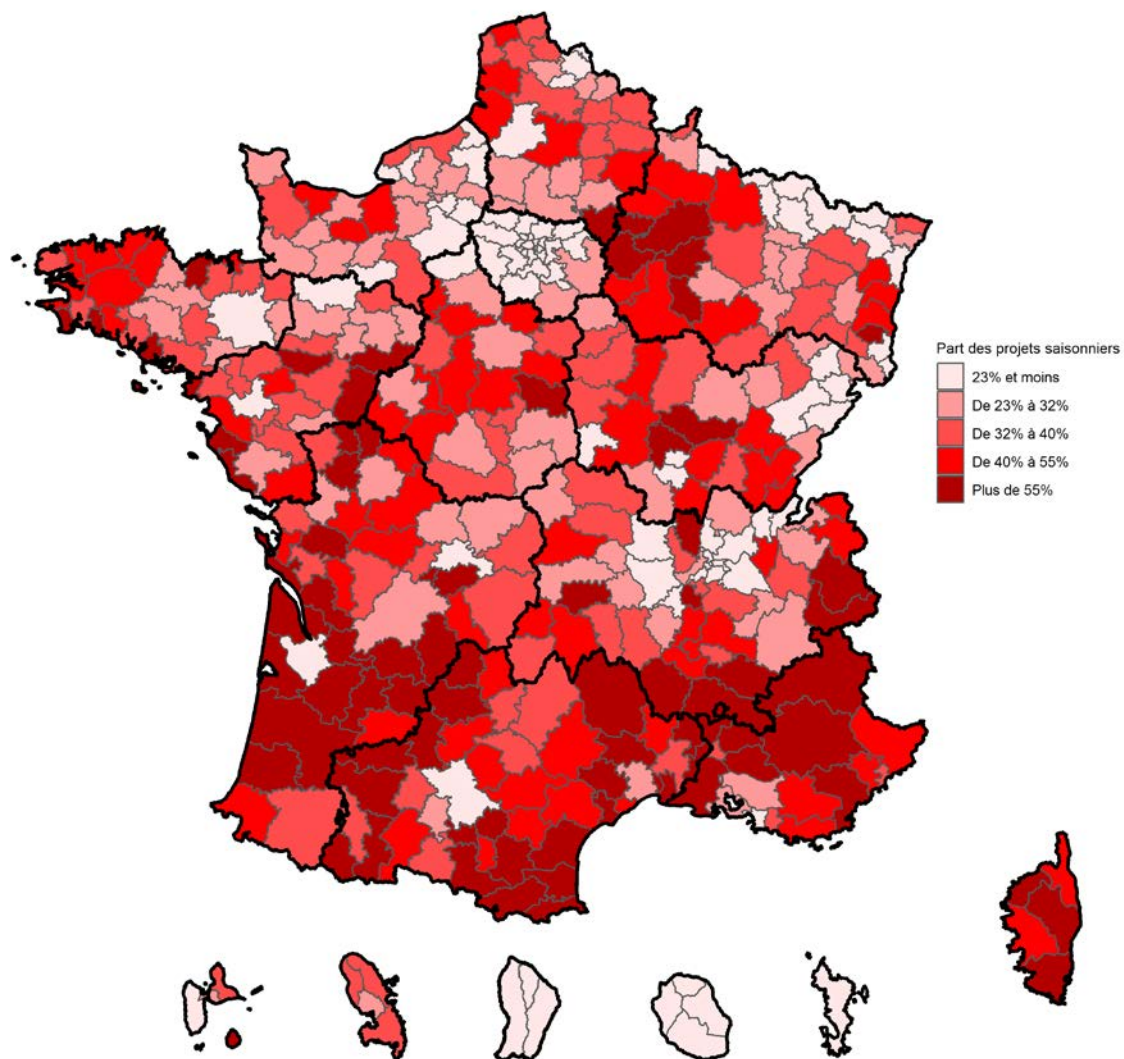 Part des projets saisonniers
23% et moins
De 23% à 32%
De 32% à 40%
De 40% à 55%
Plus de 55%